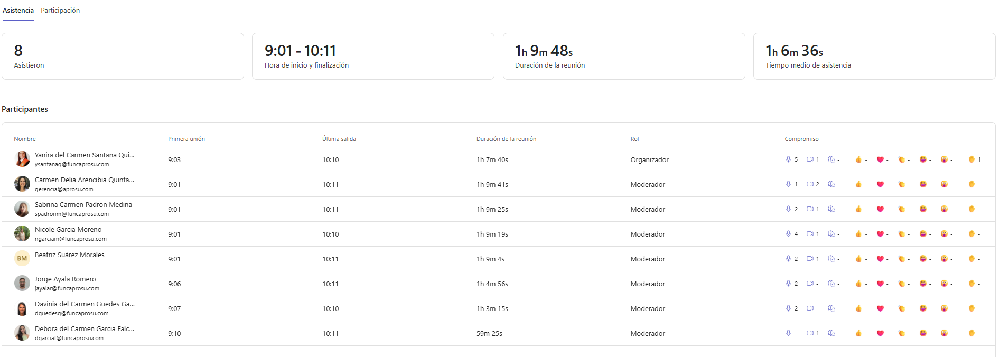 Asistencia Participación
8
Asistieron
9:01 - 10:11
Hora de inicio y finalización
1h 9m 48s
Duración de la reunión
1h 6m 36s
Tiempo medio de asistencia
Participantes
Nombre Primera unión Última salida Duración de la reunión Rol Compromiso
Yanira del Carmen Santana Qui...
ysantanaq@funcaprosu.com
9:03 10:10 1h 7m 40s Organizador 5 1 - - - - - - 1
Carmen Delia Arencibia Quinta...
gerencia@aprosu.com
9:01 10:11 1h 9m 41s Moderador 1 2 - - - - - - -
Sabrina Carmen Padron Medina
spadronm@funcaprosu.com
9:01 10:11 1h 9m 25s Moderador 2 1 - - - - - - -
Nicole Garcia Moreno
ngarciam@funcaprosu.com
9:01 10:10 1h 9m 19s Moderador 4 1 - - - - - - -
BM Beatriz Suárez Morales
9:01 10:11 1h 9m 4s Moderador 2 1 - - - - - - -
Jorge Ayala Romero
jayalar@funcaprosu.com
9:06 10:11 1h 4m 56s Moderador 2 - - - - - - - -
Davinia del Carmen Guedes Ga...
dguedesg@funcaprosu.com
9:07 10:10 1h 3m 15s Moderador 2 - - - - - - - -
Debora del Carmen Garcia Falc...
dgarciaf@funcaprosu.com
9:10 10:11 59m 25s Moderador - 1 - - - - - - -